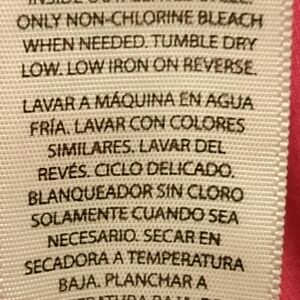 ONLY NON-CHLORINE BLEACH
WHEN NEEDED. TUMBLE DRY
LOW. LOW IRON ON REVERSE.
LAVAR A MÁQUINA EN AGUA
FRÍA. LAVAR CON COLORES
SIMILARES. LAVAR DEL
REVÉS. CICLO DELICADO.
BLANQUEADOR SIN CLORO
SOLAMENTE CUANDO SEA
NECESARIO. SECAR EN
SECADORA A TEMPERATURA
BAJA. PLANCHAR A